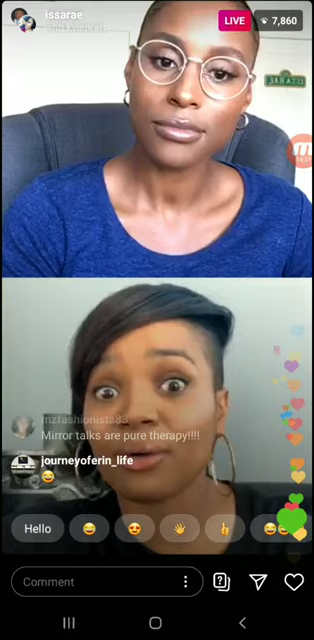 issarae
LIVE
7,860
mzfashionista83
Mirror talks are pure therapy!!!!
journeyoferin_life
Hello
Comment